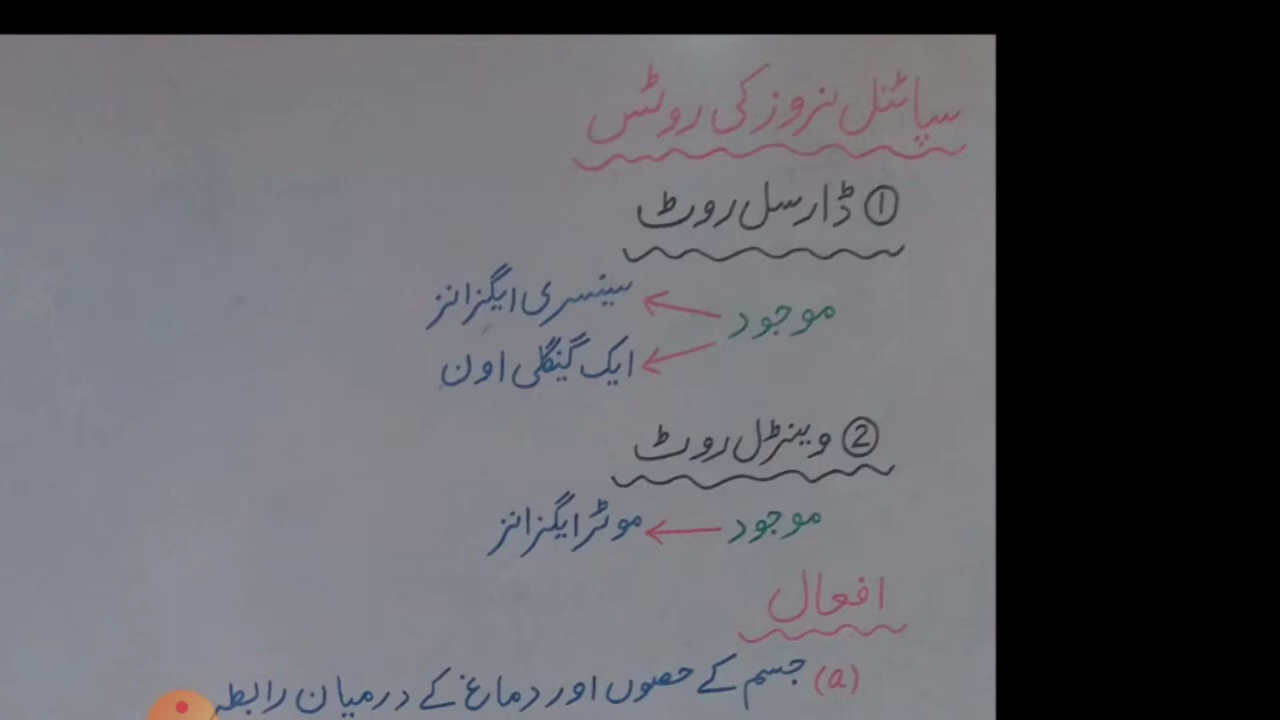 سپائنل نروز کی روٹس
① ڈارسل روٹ
موجود ← سینسری ایگزانز
← ایک گینگلی اون
② وینٹرل روٹ
موجود ← موٹر ایگزانز
افعال
(a) جسم کے حصوں اور دماغ کے درمیان رابطہ